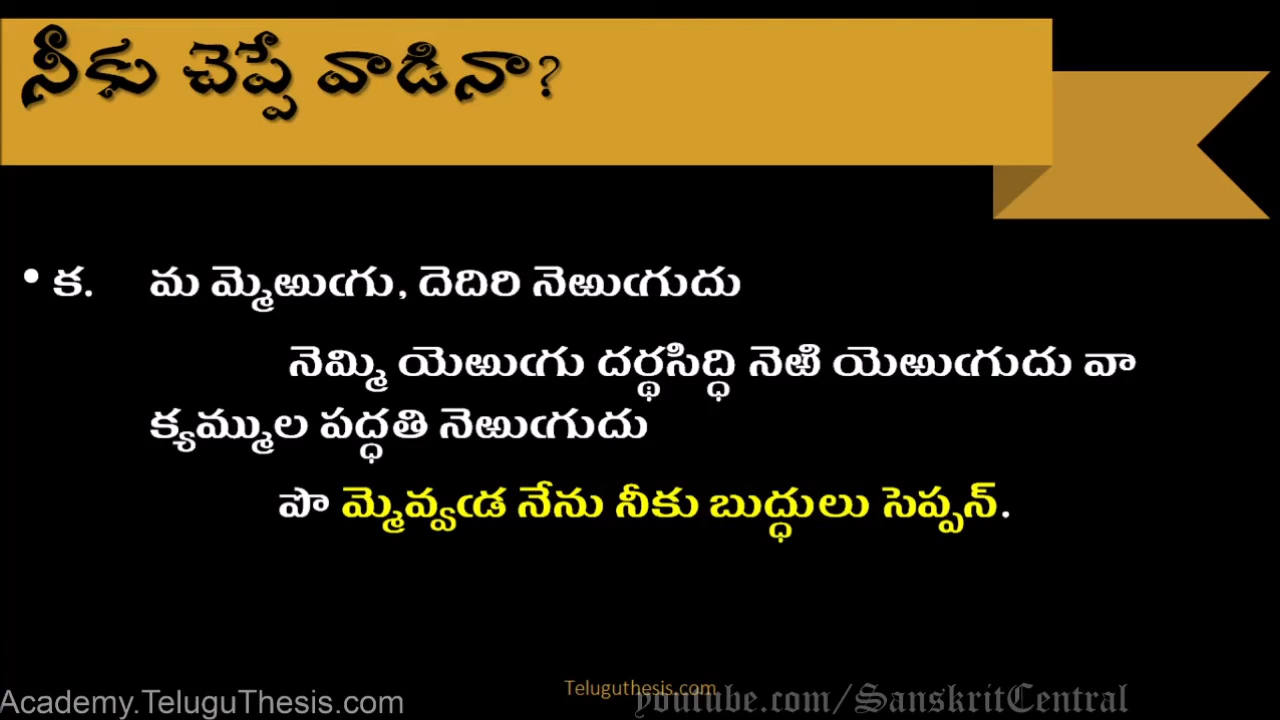 నీకు చెప్పే వాడినా?
• క. మ మ్మెఱుఁగు, దెదిరి నెఱుఁగుదు
నెమ్మి యెఱుఁగు దర్థసిద్ధి నెఱి యెఱుఁగుదు వా
క్యమ్ముల పద్ధతి నెఱుఁగుదు
పొ మ్మెవ్వఁడ నేను నీకు బుద్ధులు సెప్పన్.
Teluguthesis.com
Academy.TeluguThesis.com
youtube.com/SanskritCentral